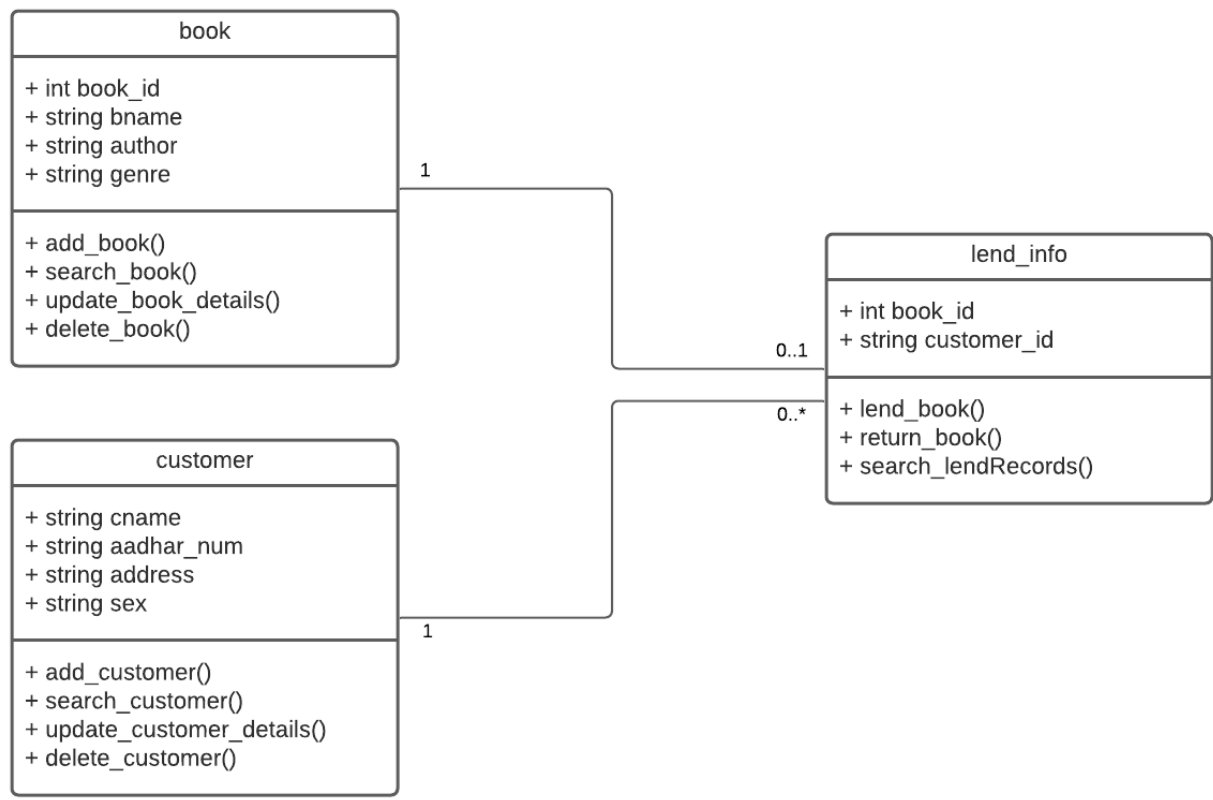 book
+ int book_id
+ string bname
+ string author
+ string genre
+ add_book()
+ search_book()
+ update_book_details()
+ delete_book()
1
0..1
lend_info
+ int book_id
+ string customer_id
+ lend_book()
+ return_book()
+ search_lendRecords()
0..*
customer
+ string cname
+ string aadhar_num
+ string address
+ string sex
+ add_customer()
+ search_customer()
+ update_customer_details()
+ delete_customer()
1